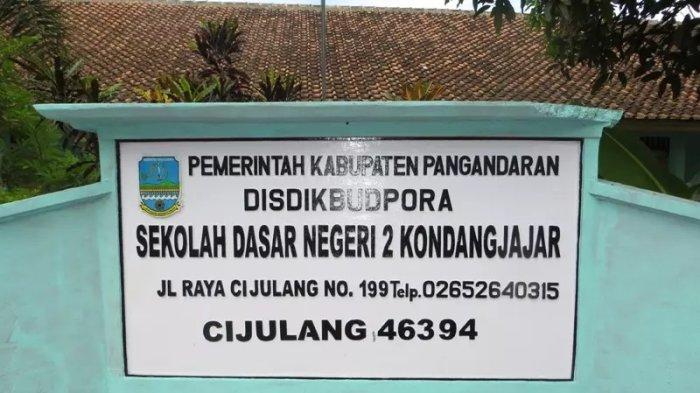 PEMERINTAH KABUPATEN PANGANDARAN
DISDIKBUDPORA
SEKOLAH DASAR NEGERI 2 KONDANGJAJAR
JL RAYA CIJULANG NO. 199 Telp. 02652640315
CIJULANG 46394